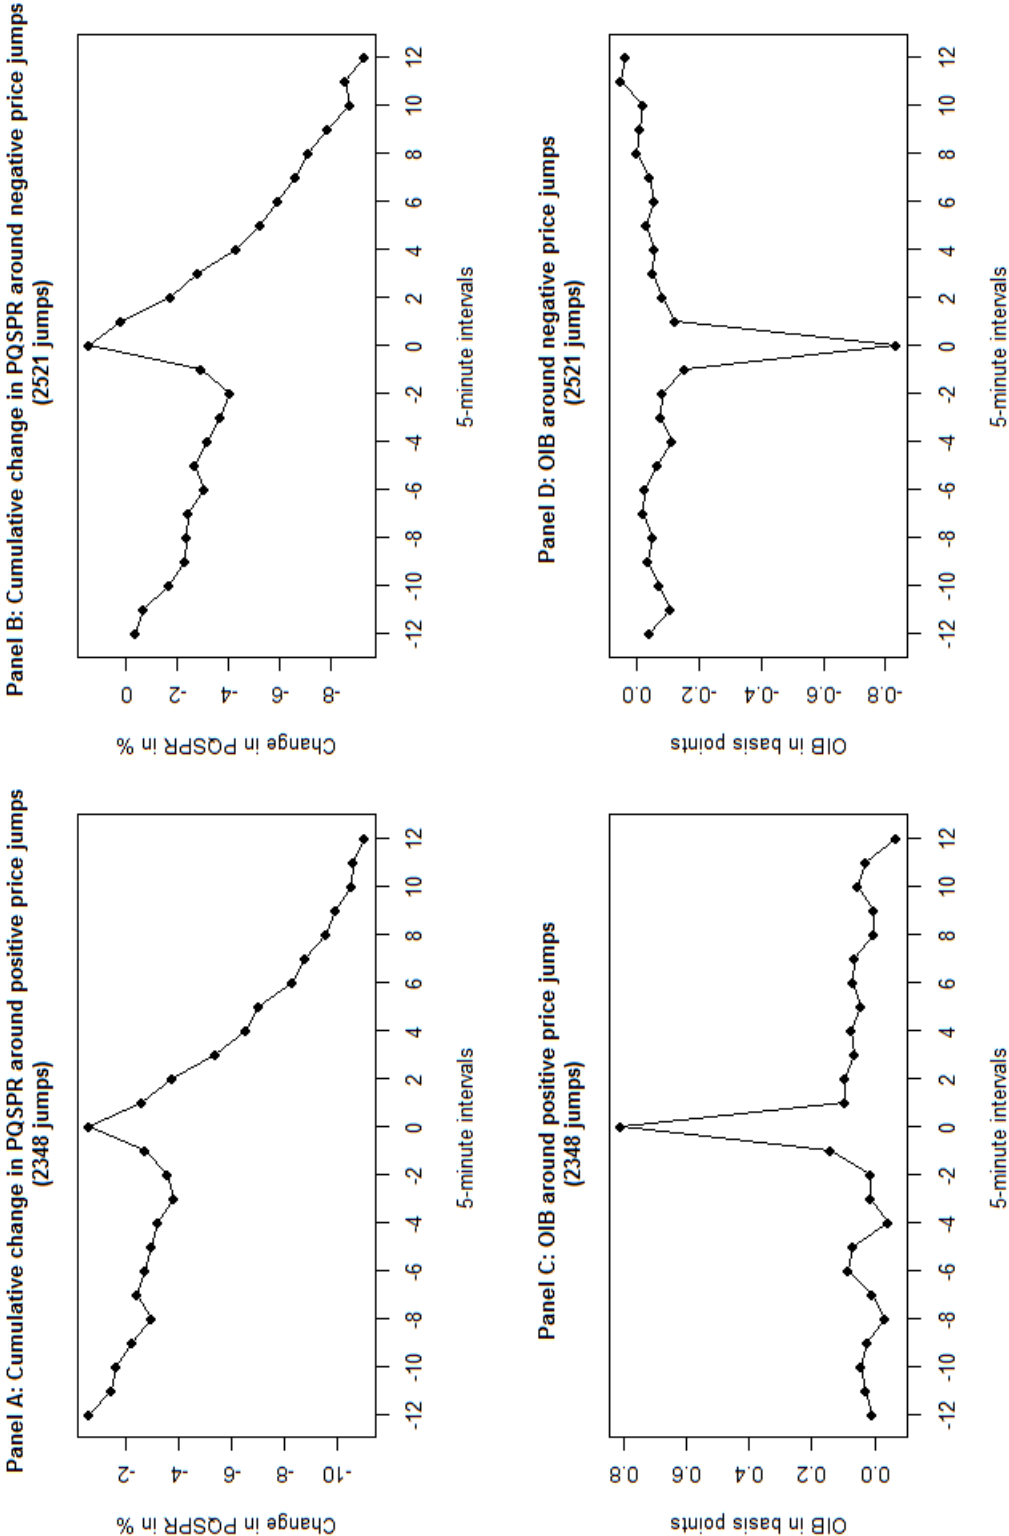 Panel A: Cumulative change in PQSPR around positive price jumps
(2348 jumps)
Change in PQSPR in %
-10 -8 -6 -4 -2
-12 -10 -8 -6 -4 -2 0 2 4 6 8 10 12
5-minute intervals
Panel B: Cumulative change in PQSPR around negative price jumps
(2521 jumps)
Change in PQSPR in %
-8 -6 -4 -2 0
-12 -10 -8 -6 -4 -2 0 2 4 6 8 10 12
5-minute intervals
Panel C: OIB around positive price jumps
(2348 jumps)
OIB in basis points
0.0 0.2 0.4 0.6 0.8
-12 -10 -8 -6 -4 -2 0 2 4 6 8 10 12
5-minute intervals
Panel D: OIB around negative price jumps
(2521 jumps)
OIB in basis points
-0.8 -0.6 -0.4 -0.2 0.0
-12 -10 -8 -6 -4 -2 0 2 4 6 8 10 12
5-minute intervals